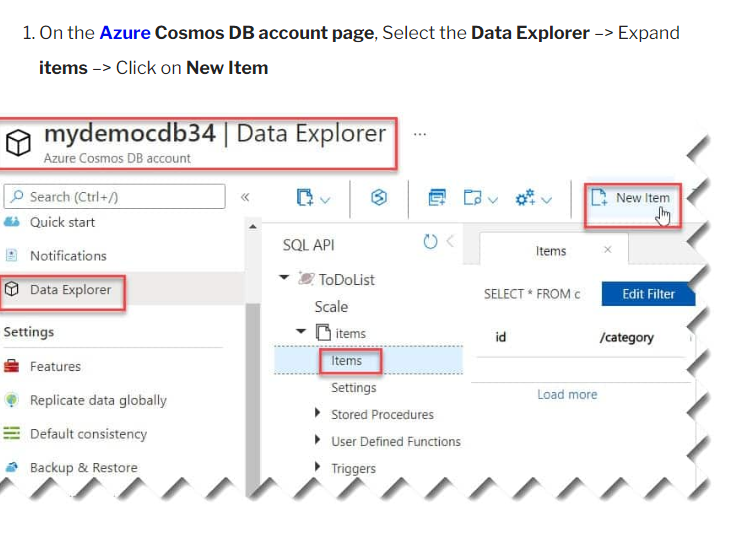 1. On the Azure Cosmos DB account page, Select the Data Explorer –> Expand
items –> Click on New Item
mydemocdb34 | Data Explorer ...
Azure Cosmos DB account
Search (Ctrl+/) «
New Item
Quick start
Notifications
Data Explorer
Settings
Features
Replicate data globally
Default consistency
Backup & Restore
SQL API
ToDoList
Scale
items
Items
Settings
Stored Procedures
User Defined Functions
Triggers
Items ×
SELECT * FROM c Edit Filter
id /category
Load more